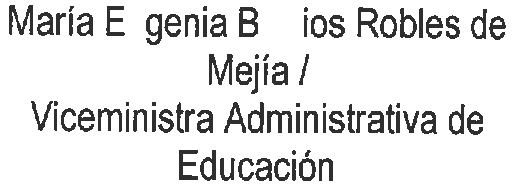 María E genia B ios Robles de
Mejía /
Viceministra Administrativa de
Educación